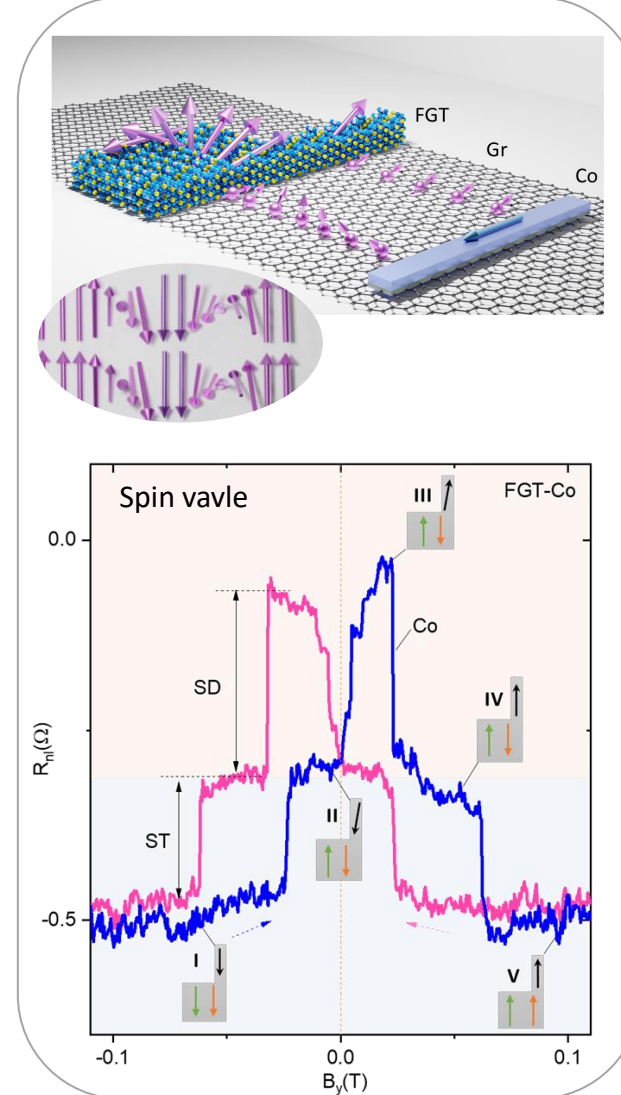 FGT
Gr
Co
Spin vavle
FGT-Co
III
0.0
Co
SD
IV
R_nl(Ω)
II
ST
-0.5
I
V
-0.1 0.0 0.1
B_y(T)